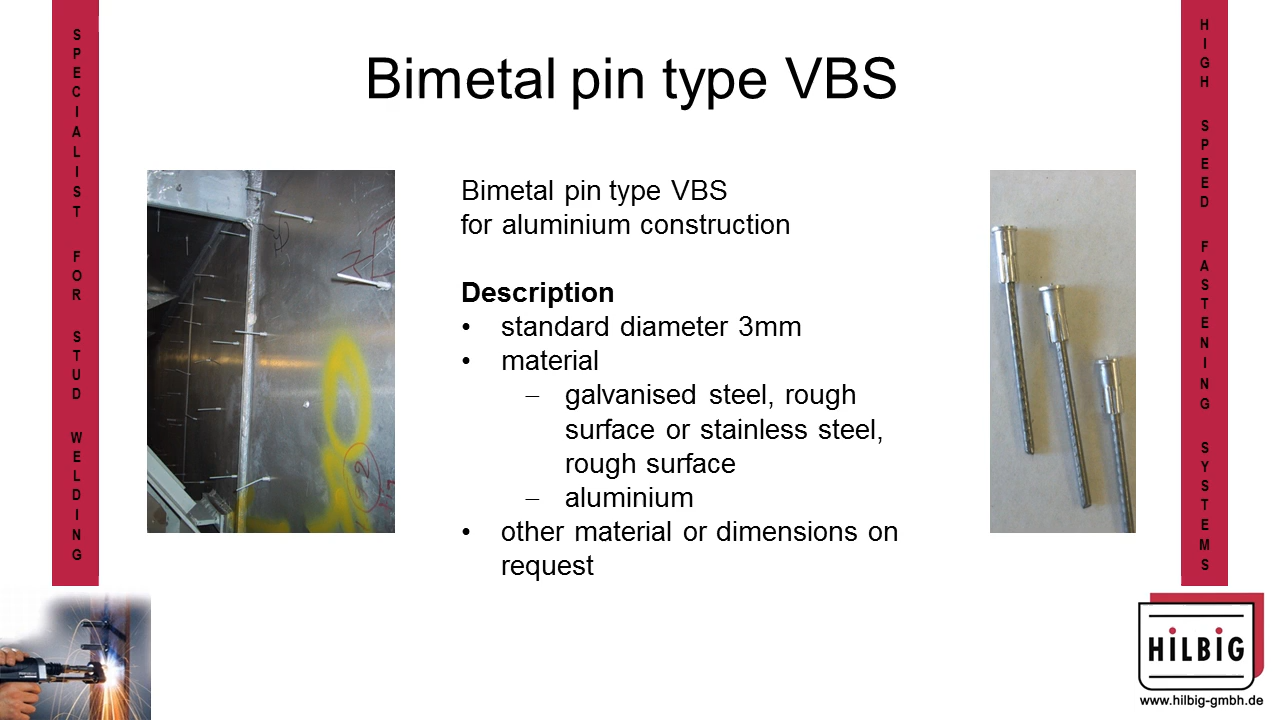 Bimetal pin type VBS
SPECIALIST FOR STUD WELDING
Bimetal pin type VBS
for aluminium construction
Description
• standard diameter 3mm
• material
– galvanised steel, rough
surface or stainless steel,
rough surface
– aluminium
• other material or dimensions on
request
HIGH SPEED FASTENING SYSTEMS
HiLBiG
www.hilbig-gmbh.de